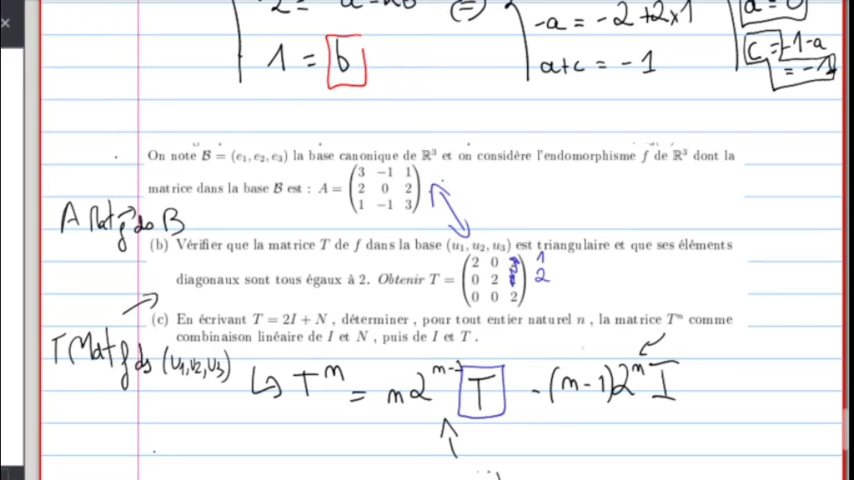 -a = -2 + 2x1
1 = b
a+c = -1
c = -1-a
= -1
On note B = (e1, e2, e3) la base canonique de R³ et on considère l'endomorphisme f de R³ dont la
matrice dans la base B est : A = (3 -1 1
2 0 2
1 -1 3)
A Mat f ds B
(b) Vérifier que la matrice T de f dans la base (u1, u2, u3) est triangulaire et que ses éléments
diagonaux sont tous égaux à 2. Obtenir T = (2 0 1
0 2 2
0 0 2)
(c) En écrivant T = 2I + N , déterminer, pour tout entier naturel n , la matrice Tⁿ comme
combinaison linéaire de I et N , puis de I et T .
T Mat f ds (u1, u2, u3)
↳ Tⁿ = n2ⁿ⁻¹ T - (n-1)2ⁿ I